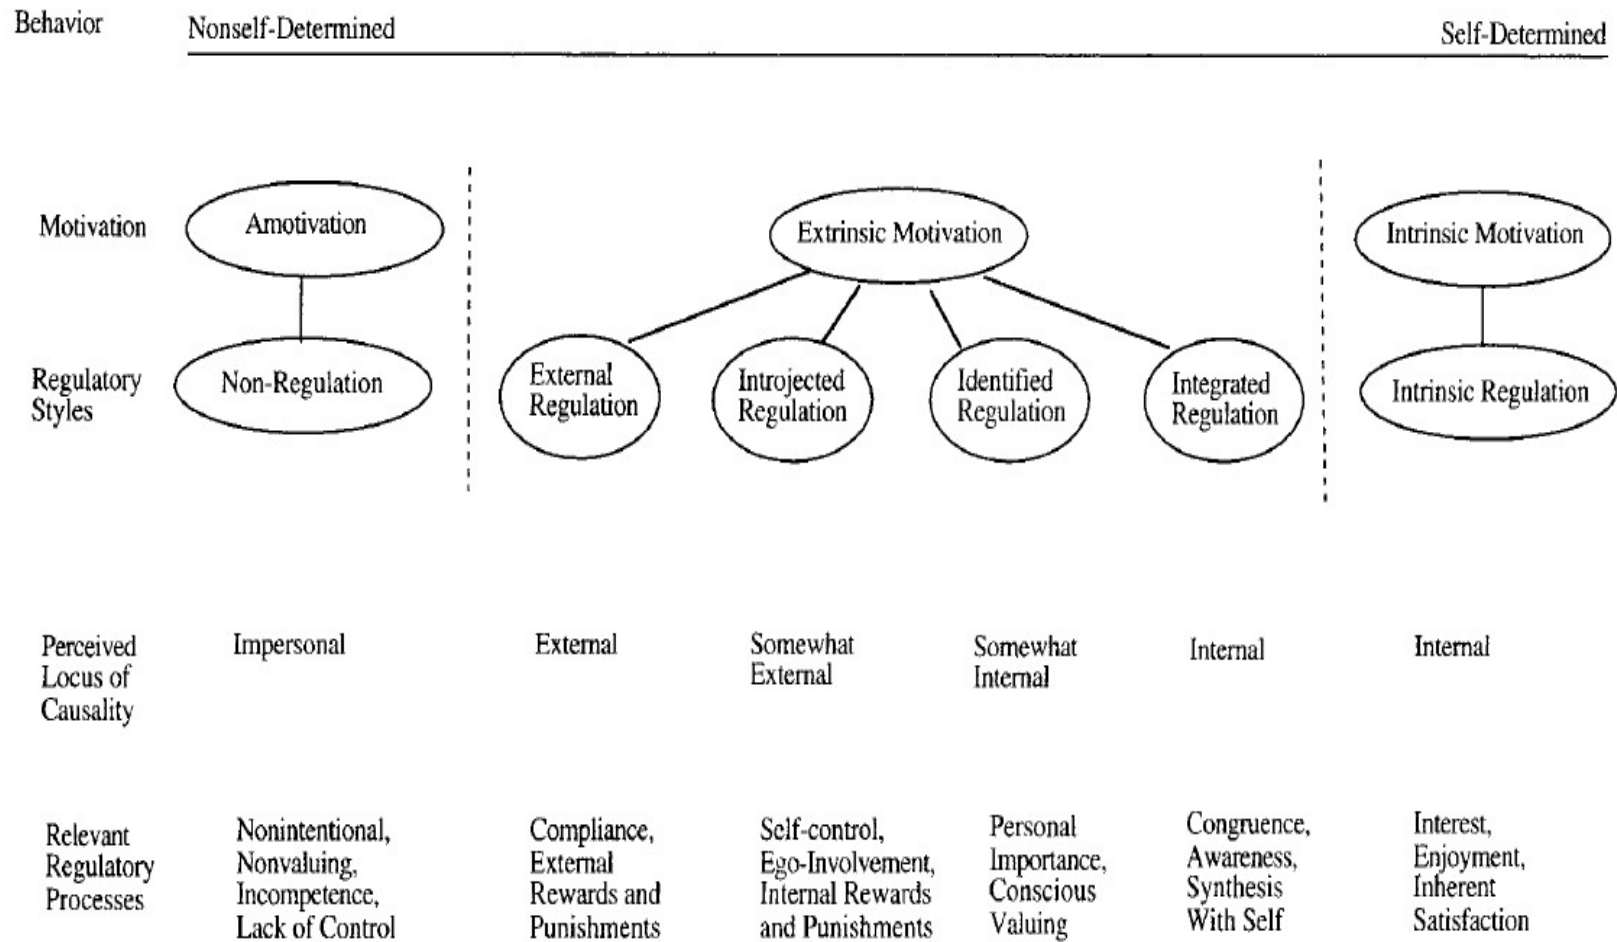 Behavior
Nonself-Determined
Self-Determined
Motivation
Amotivation
Extrinsic Motivation
Intrinsic Motivation
Regulatory
Styles
Non-Regulation
External
Regulation
Introjected
Regulation
Identified
Regulation
Integrated
Regulation
Intrinsic Regulation
Perceived
Locus of
Causality
Impersonal
External
Somewhat
External
Somewhat
Internal
Internal
Internal
Relevant
Regulatory
Processes
Nonintentional,
Nonvaluing,
Incompetence,
Lack of Control
Compliance,
External
Rewards and
Punishments
Self-control,
Ego-Involvement,
Internal Rewards
and Punishments
Personal
Importance,
Conscious
Valuing
Congruence,
Awareness,
Synthesis
With Self
Interest,
Enjoyment,
Inherent
Satisfaction